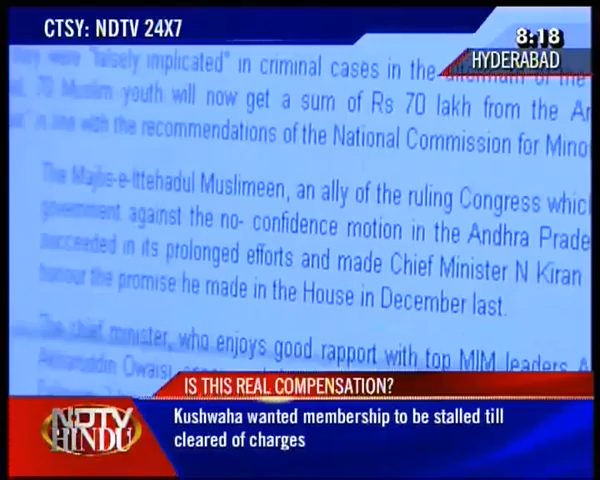 CTSY: NDTV 24X7
8:18
HYDERABAD
were "falsely implicated" in criminal cases in the aftermath of the
70 Muslim youth will now get a sum of Rs 70 lakh from the
in line with the recommendations of the National Commission for
The Majlis-e-Ittehadul Muslimeen, an ally of the ruling Congress
government against the no- confidence motion in the Andhra
succeeded in its prolonged efforts and made Chief Minister N Kiran
honour the promise he made in the House in December last.
The chief minister, who enjoys good rapport with top MIM leaders
Owaisi
IS THIS REAL COMPENSATION?
NDTV
HINDU
Kushwaha wanted membership to be stalled till
cleared of charges